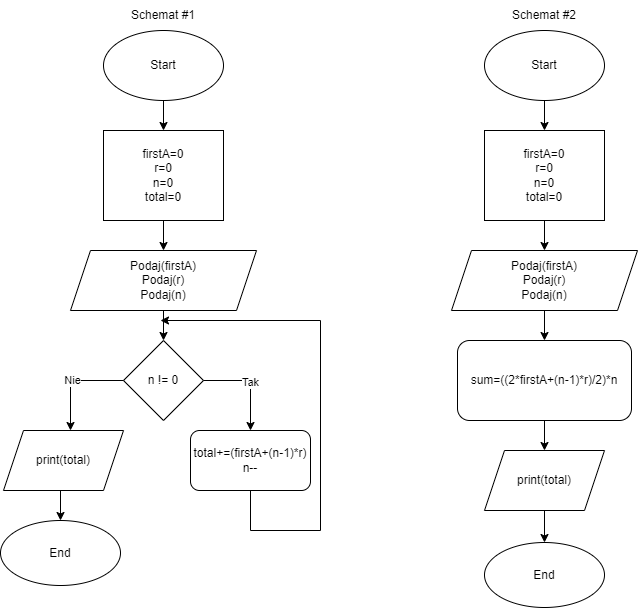 Schemat #1
Start
firstA=0
r=0
n=0
total=0
Podaj(firstA)
Podaj(r)
Podaj(n)
n != 0
Nie
Tak
print(total)
total+=(firstA+(n-1)*r)
n--
End
Schemat #2
Start
firstA=0
r=0
n=0
total=0
Podaj(firstA)
Podaj(r)
Podaj(n)
sum=((2*firstA+(n-1)*r)/2)*n
print(total)
End